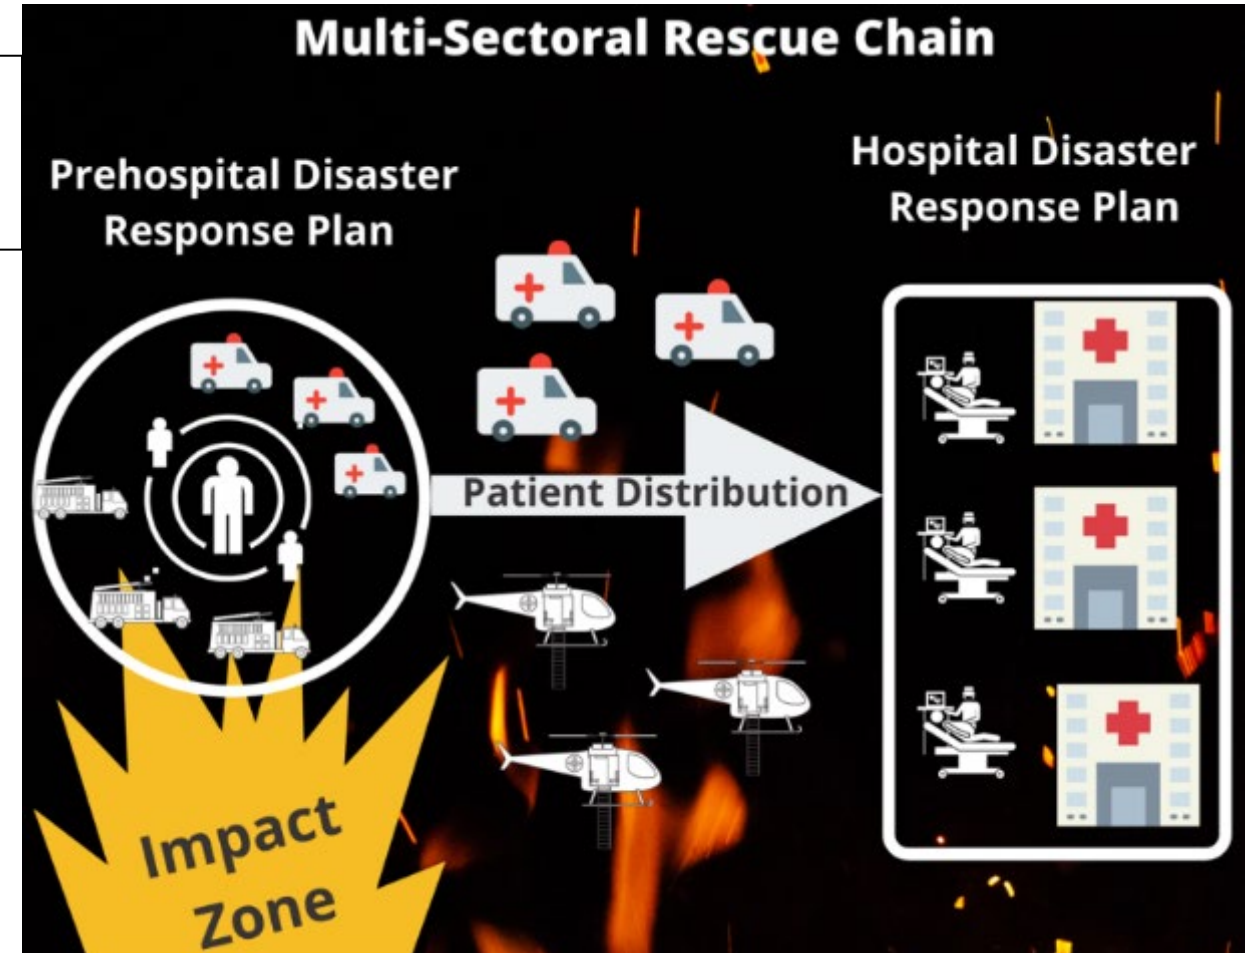 Multi-Sectoral Rescue Chain
Prehospital Disaster
Response Plan
Hospital Disaster
Response Plan
Patient Distribution
Impact
Zone